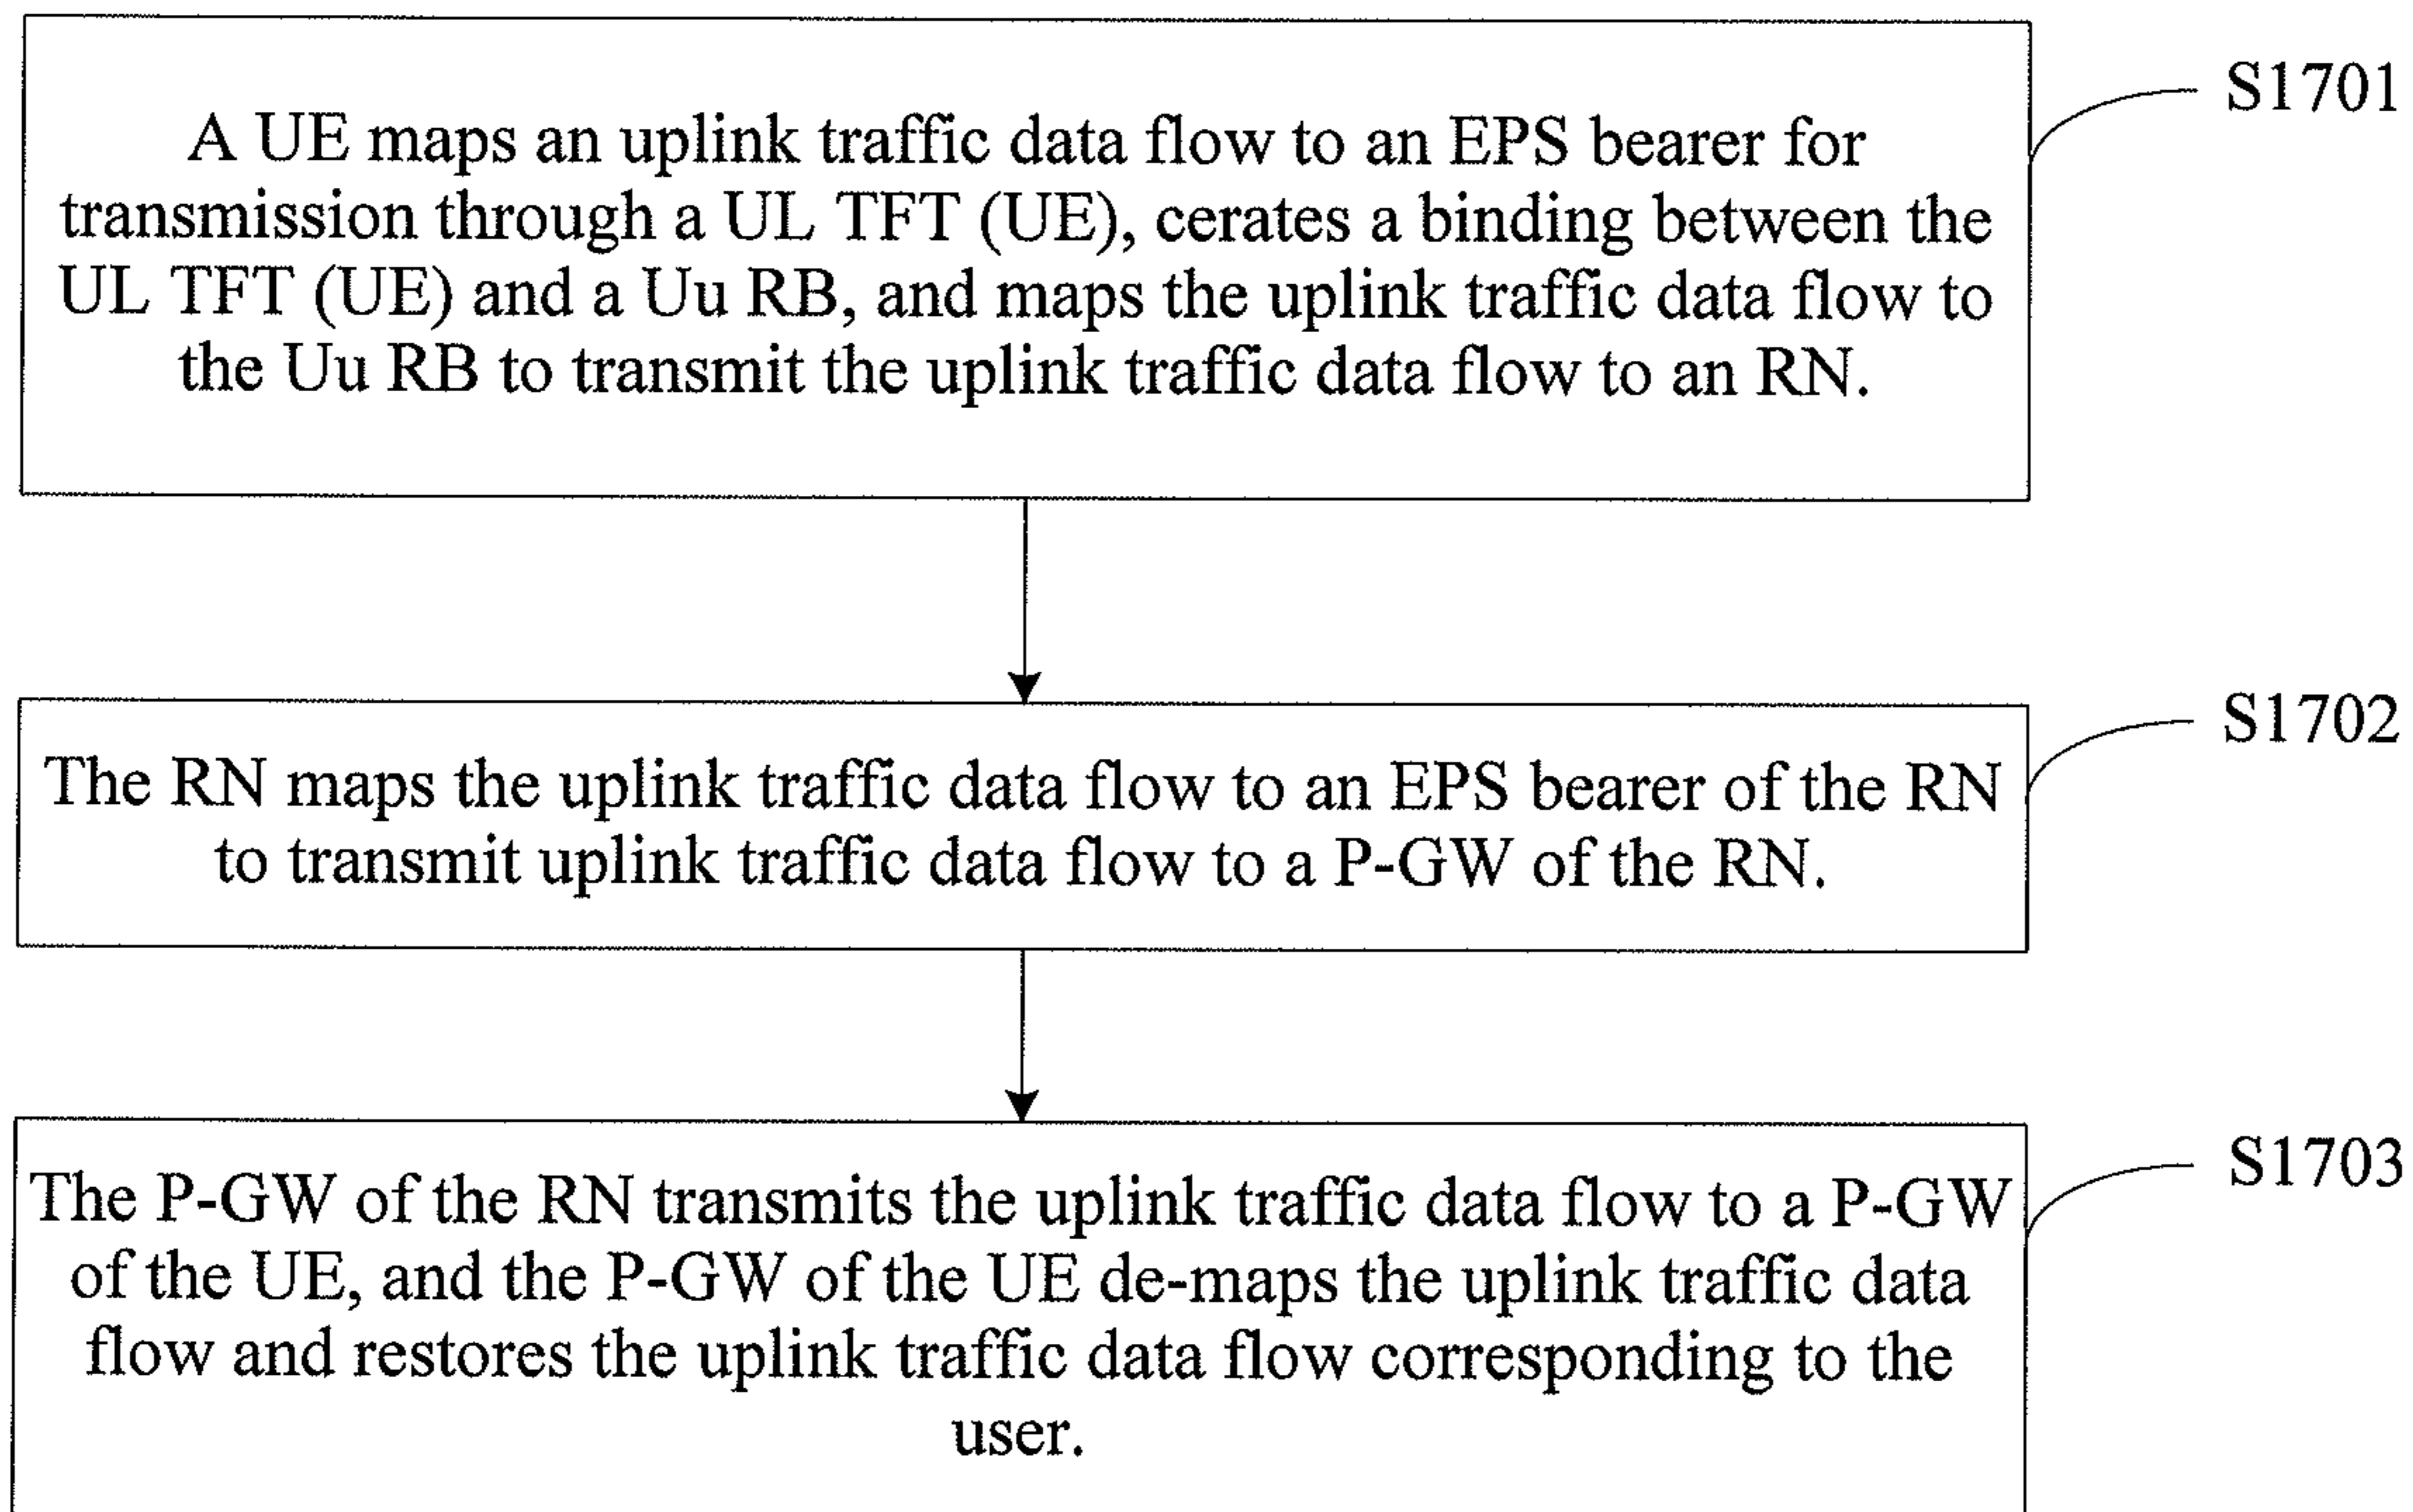 A UE maps an uplink traffic data flow to an EPS bearer for
transmission through a UL TFT (UE), cerates a binding between the
UL TFT (UE) and a Uu RB, and maps the uplink traffic data flow to
the Uu RB to transmit the uplink traffic data flow to an RN.
S1701
The RN maps the uplink traffic data flow to an EPS bearer of the RN
to transmit uplink traffic data flow to a P-GW of the RN.
S1702
The P-GW of the RN transmits the uplink traffic data flow to a P-GW
of the UE, and the P-GW of the UE de-maps the uplink traffic data
flow and restores the uplink traffic data flow corresponding to the
user.
S1703